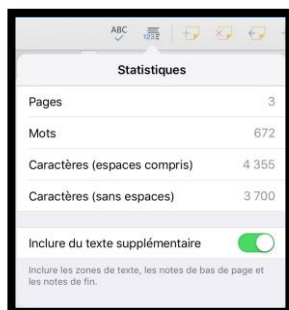 ABC
123
Statistiques
Pages 3
Mots 672
Caractères (espaces compris) 4 355
Caractères (sans espaces) 3 700
Inclure du texte supplémentaire
Inclure les zones de texte, les notes de bas de page et
les notes de fin.